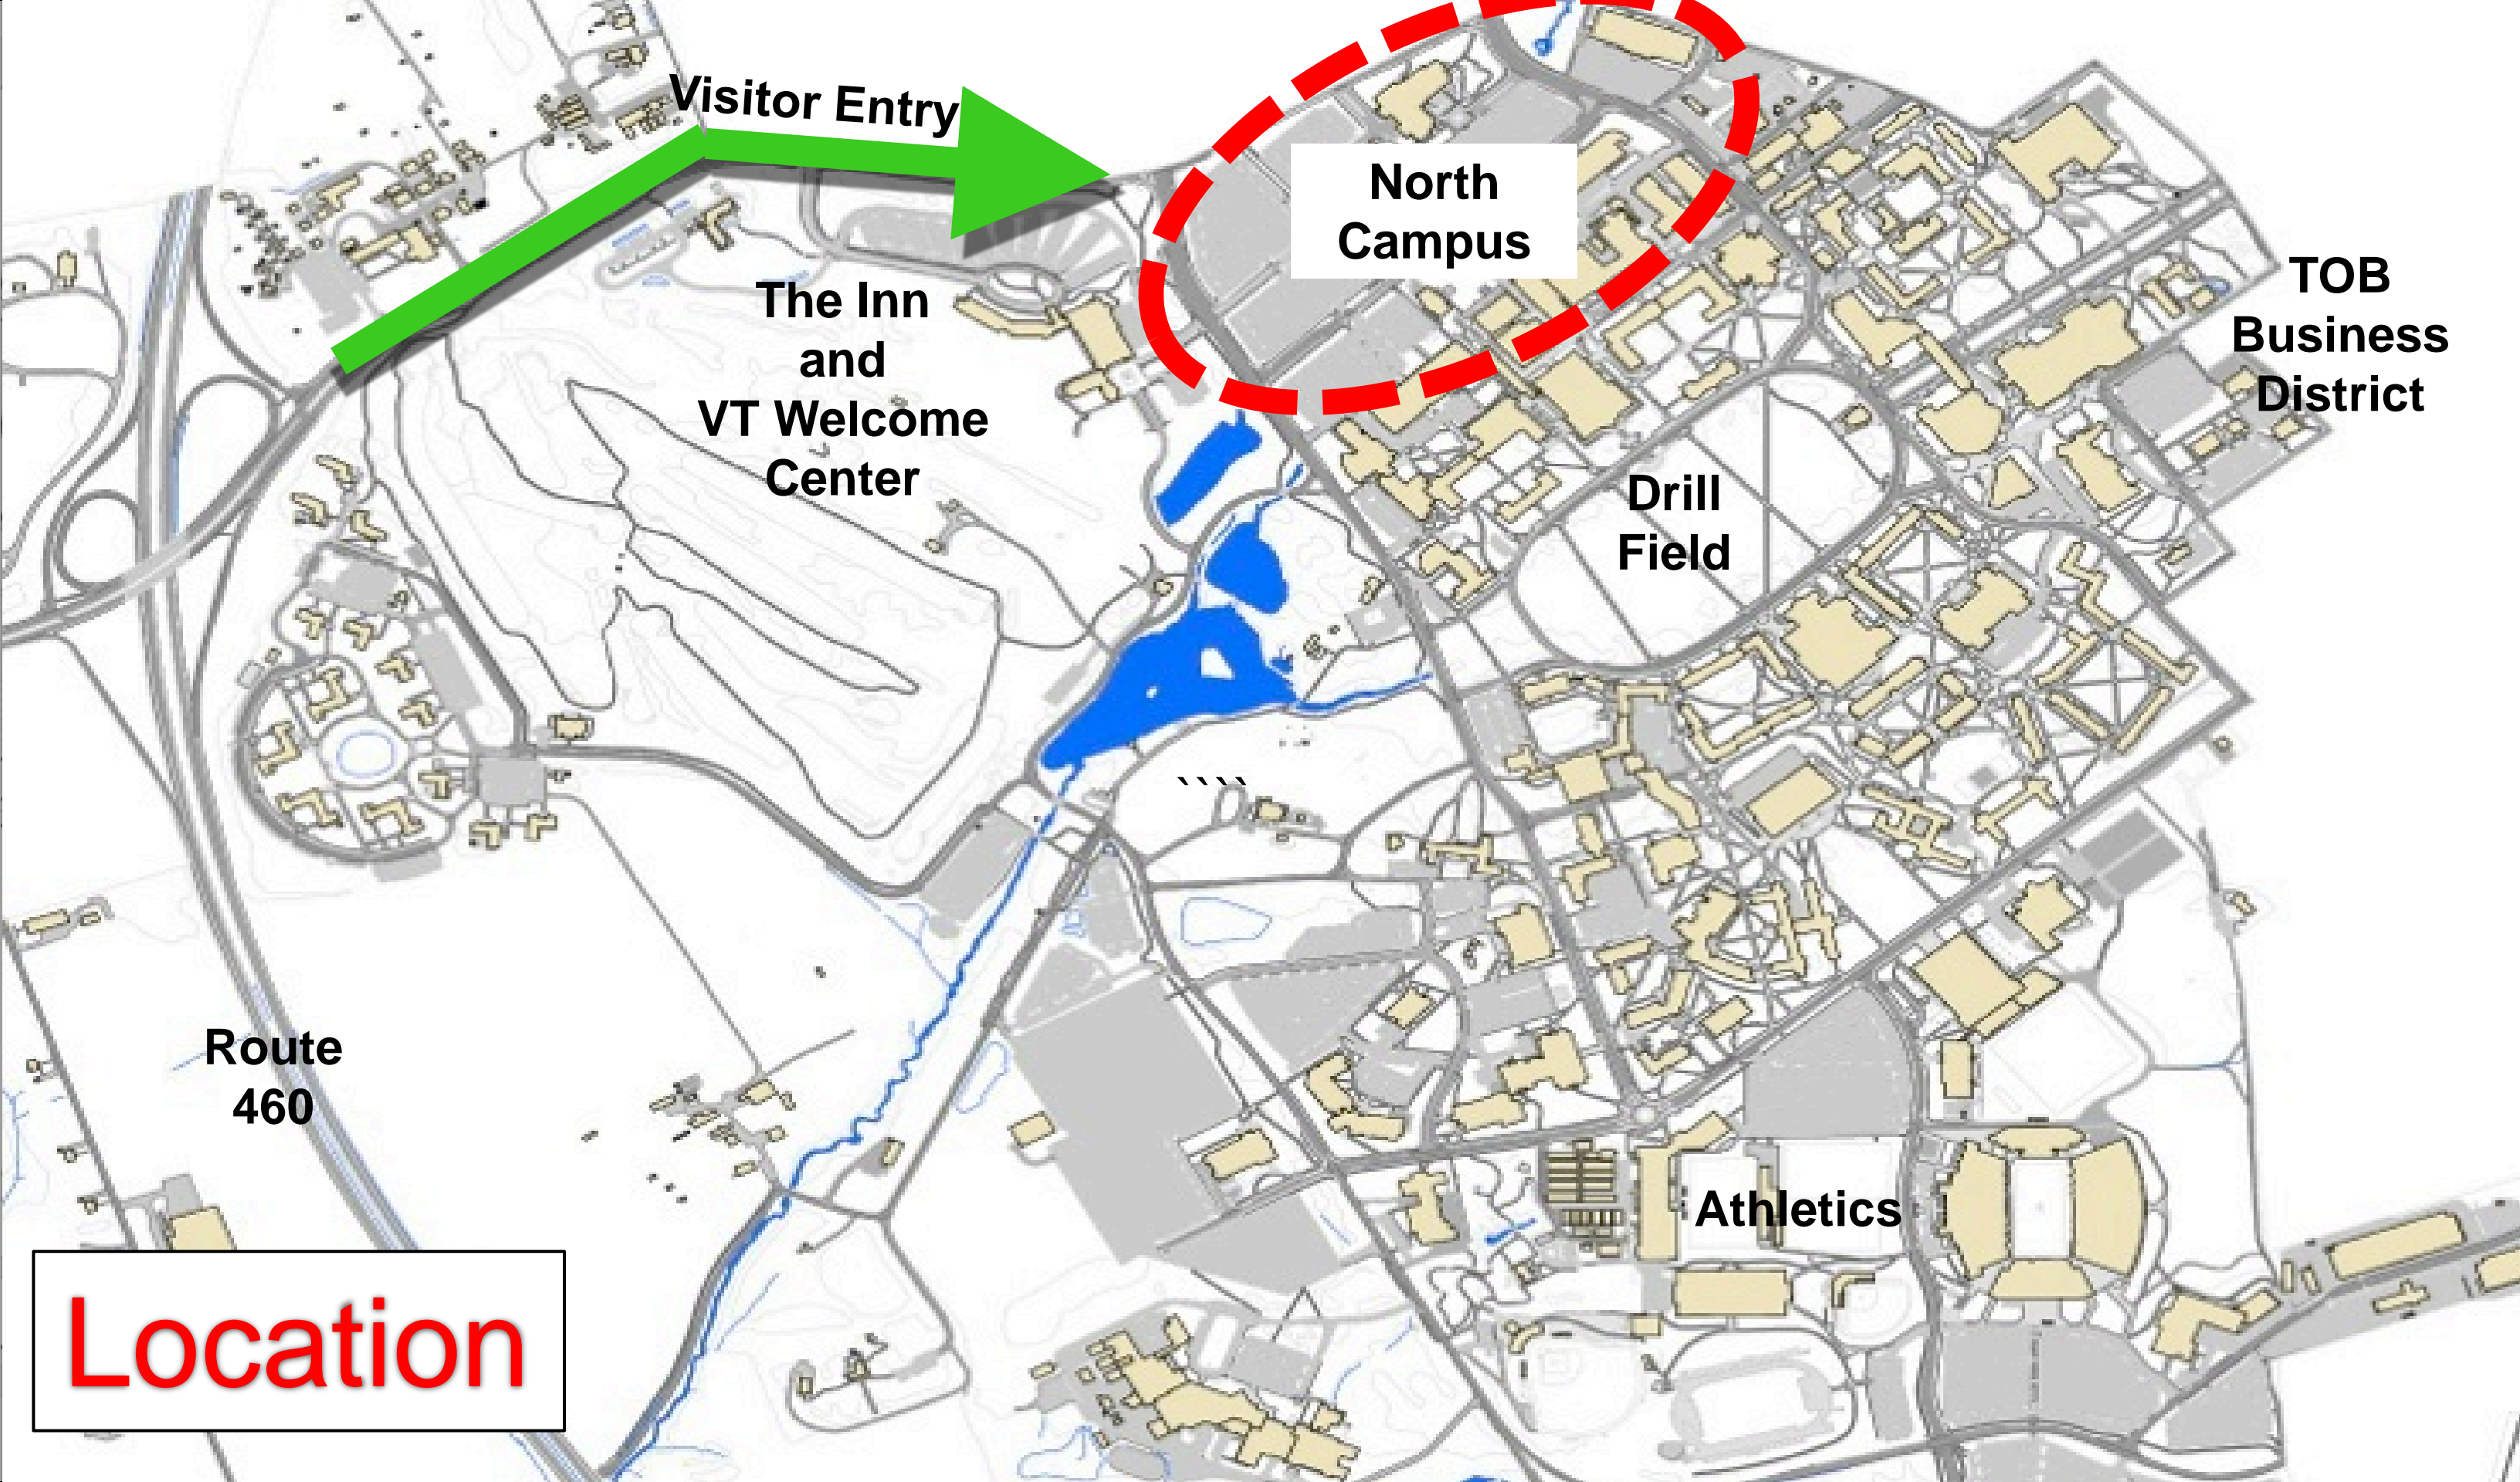 Visitor Entry
North
Campus
The Inn
and
VT Welcome
Center
TOB
Business
District
Drill
Field
````
Route
460
Athletics
Location